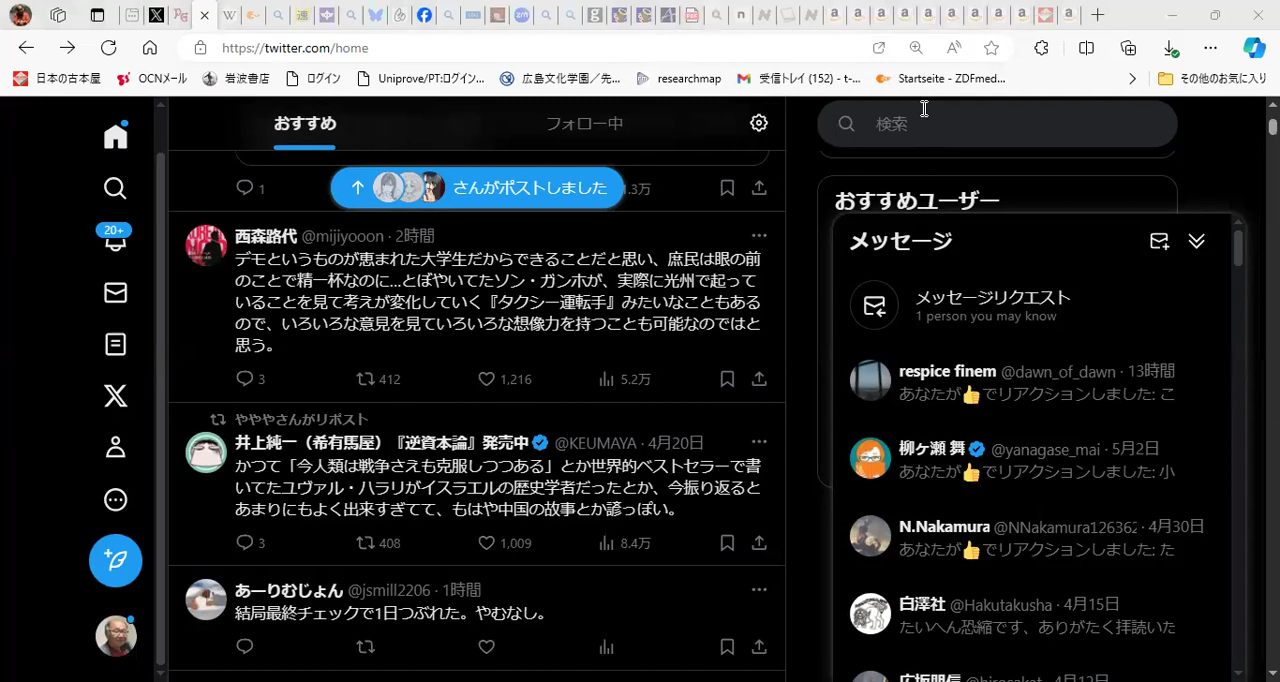 https://twitter.com/home
日本の古本屋
OCNメール
岩波書店
ログイン
Uniprove/PT:ログイン...
広島文化学園／先...
researchmap
受信トレイ (152) - t-...
Startseite - ZDFmed...
その他のお気に入り
おすすめ
フォロー中
1
さんがポストしました
.3万
西森路代 @mijiyooon · 2時間
デモというものが恵まれた大学生だからできることだと思い、庶民は眼の前
のことで精一杯なのに...とぼやいてたソン・ガンホが、実際に光州で起って
いることを見て考えが変化していく『タクシー運転手』みたいなこともある
ので、いろいろな意見を見ていろいろな想像力を持つことも可能なのではと
思う。
3
412
1,216
5.2万
やややさんがリポスト
井上純一（希有馬屋）『逆資本論』発売中 @KEUMAYA · 4月20日
かつて「今人類は戦争さえも克服しつつある」とか世界的ベストセラーで書
いてたユヴァル・ハラリがイスラエルの歴史学者だったとか、今振り返ると
あまりにもよく出来すぎてて、もはや中国の故事とか諺っぽい。
3
408
1,009
8.4万
あーりむじょん @jsmill2206 · 1時間
結局最終チェックで1日つぶれた。やむなし。
20+
検索
おすすめユーザー
メッセージ
メッセージリクエスト
1 person you may know
respice finem @dawn_of_dawn · 13時間
あなたが👍でリアクションしました: こ
柳ヶ瀬 舞 @yanagase_mai · 5月2日
あなたが👍でリアクションしました: 小
N.Nakamura @NNakamura126362 · 4月30日
あなたが👍でリアクションしました: た
白澤社 @Hakutakusha · 4月15日
たいへん恐縮です、ありがたく拝読いた